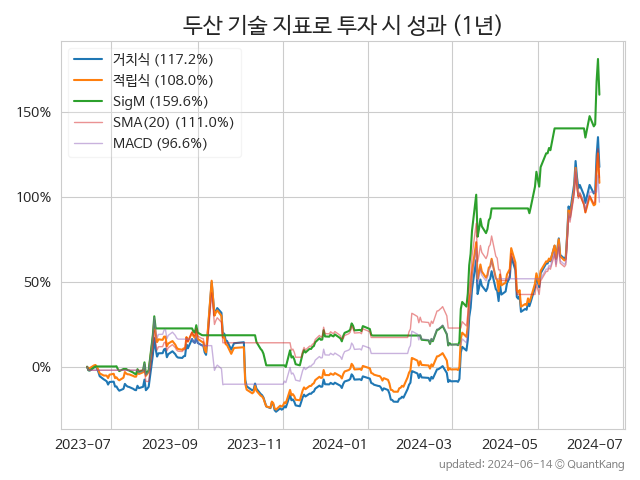 두산 기술 지표로 투자 시 성과 (1년)
거치식 (117.2%)
적립식 (108.0%)
SigM (159.6%)
SMA(20) (111.0%)
MACD (96.6%)
150%
100%
50%
0%
2023-07 2023-09 2023-11 2024-01 2024-03 2024-05 2024-07
updated: 2024-06-14 © QuantKang